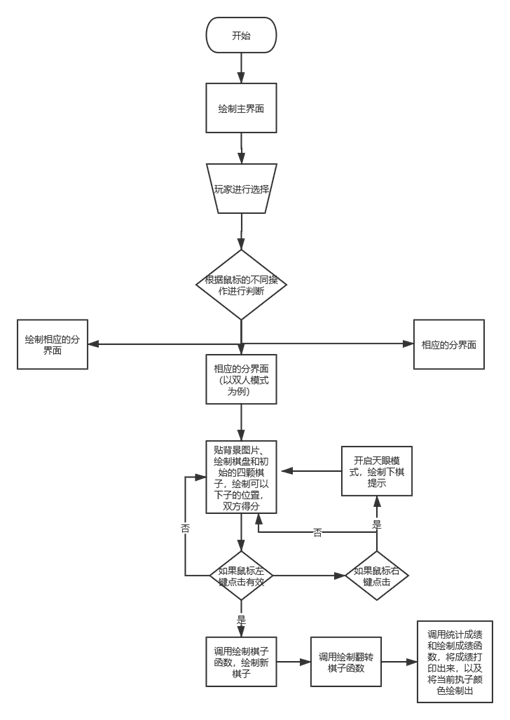 开始
绘制主界面
玩家进行选择
根据鼠标的不同操
作进行判断
绘制相应的分
界面
相应的分界面
相应的分界面
（以双人模式
为例）
贴背景图片、
绘制棋盘和初
始的四颗棋
子，绘制可以
下子的位置，
双方得分
开启天眼模
式，绘制下棋
提示
是
否
否
如果鼠标左
键点击有效
如果鼠标右
键点击
是
调用绘制棋子
函数，绘制新
棋子
调用绘制翻转
棋子函数
调用统计成绩
和绘制成绩函
数，将成绩打
印出来，以及
将当前执子颜
色绘制出